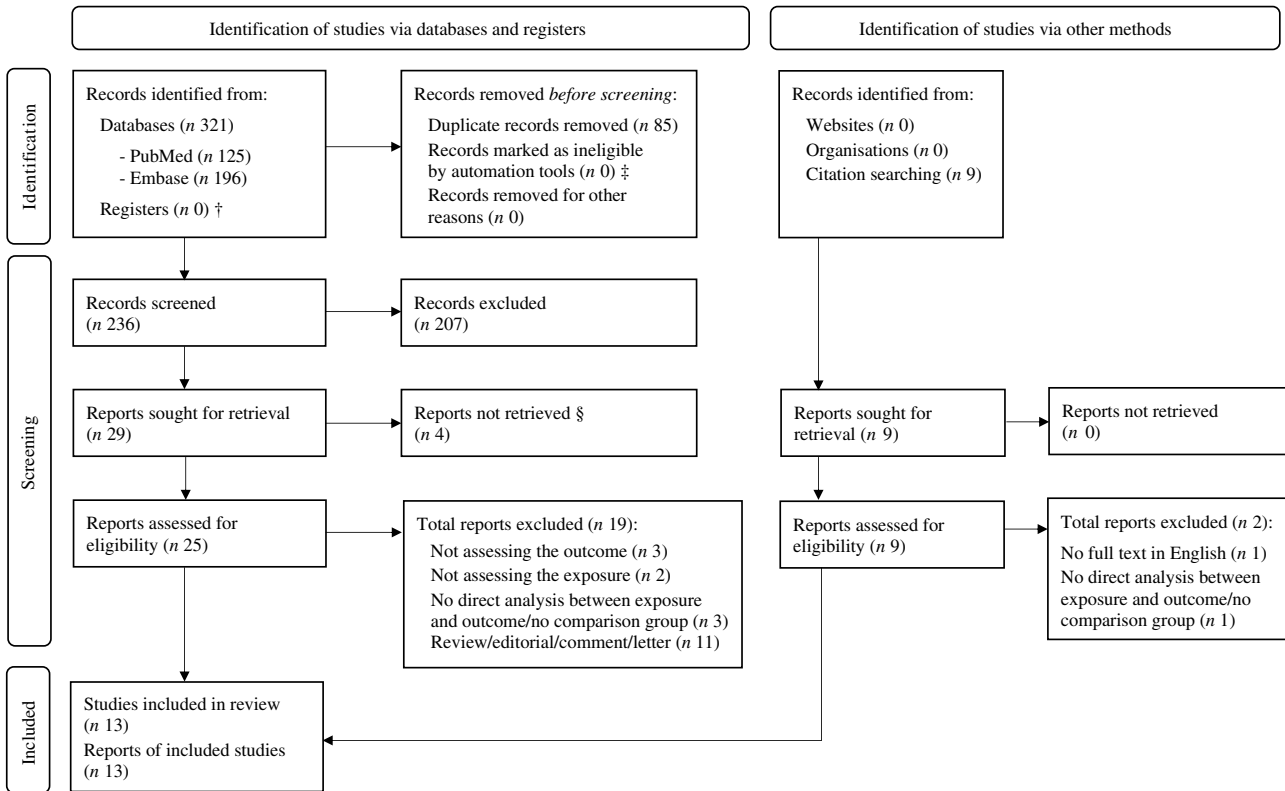 Identification of studies via databases and registers
Identification of studies via other methods
Identification
Records identified from:
Databases (n 321)
- PubMed (n 125)
- Embase (n 196)
Registers (n 0) †
Records removed before screening:
Duplicate records removed (n 85)
Records marked as ineligible
by automation tools (n 0) ‡
Records removed for other
reasons (n 0)
Records identified from:
Websites (n 0)
Organisations (n 0)
Citation searching (n 9)
Screening
Records screened
(n 236)
Records excluded
(n 207)
Reports sought for retrieval
(n 29)
Reports not retrieved §
(n 4)
Reports sought for
retrieval (n 9)
Reports not retrieved
(n 0)
Reports assessed for
eligibility (n 25)
Total reports excluded (n 19):
Not assessing the outcome (n 3)
Not assessing the exposure (n 2)
No direct analysis between exposure
and outcome/no comparison group (n 3)
Review/editorial/comment/letter (n 11)
Reports assessed for
eligibility (n 9)
Total reports excluded (n 2):
No full text in English (n 1)
No direct analysis between
exposure and outcome/no
comparison group (n 1)
Included
Studies included in review
(n 13)
Reports of included studies
(n 13)